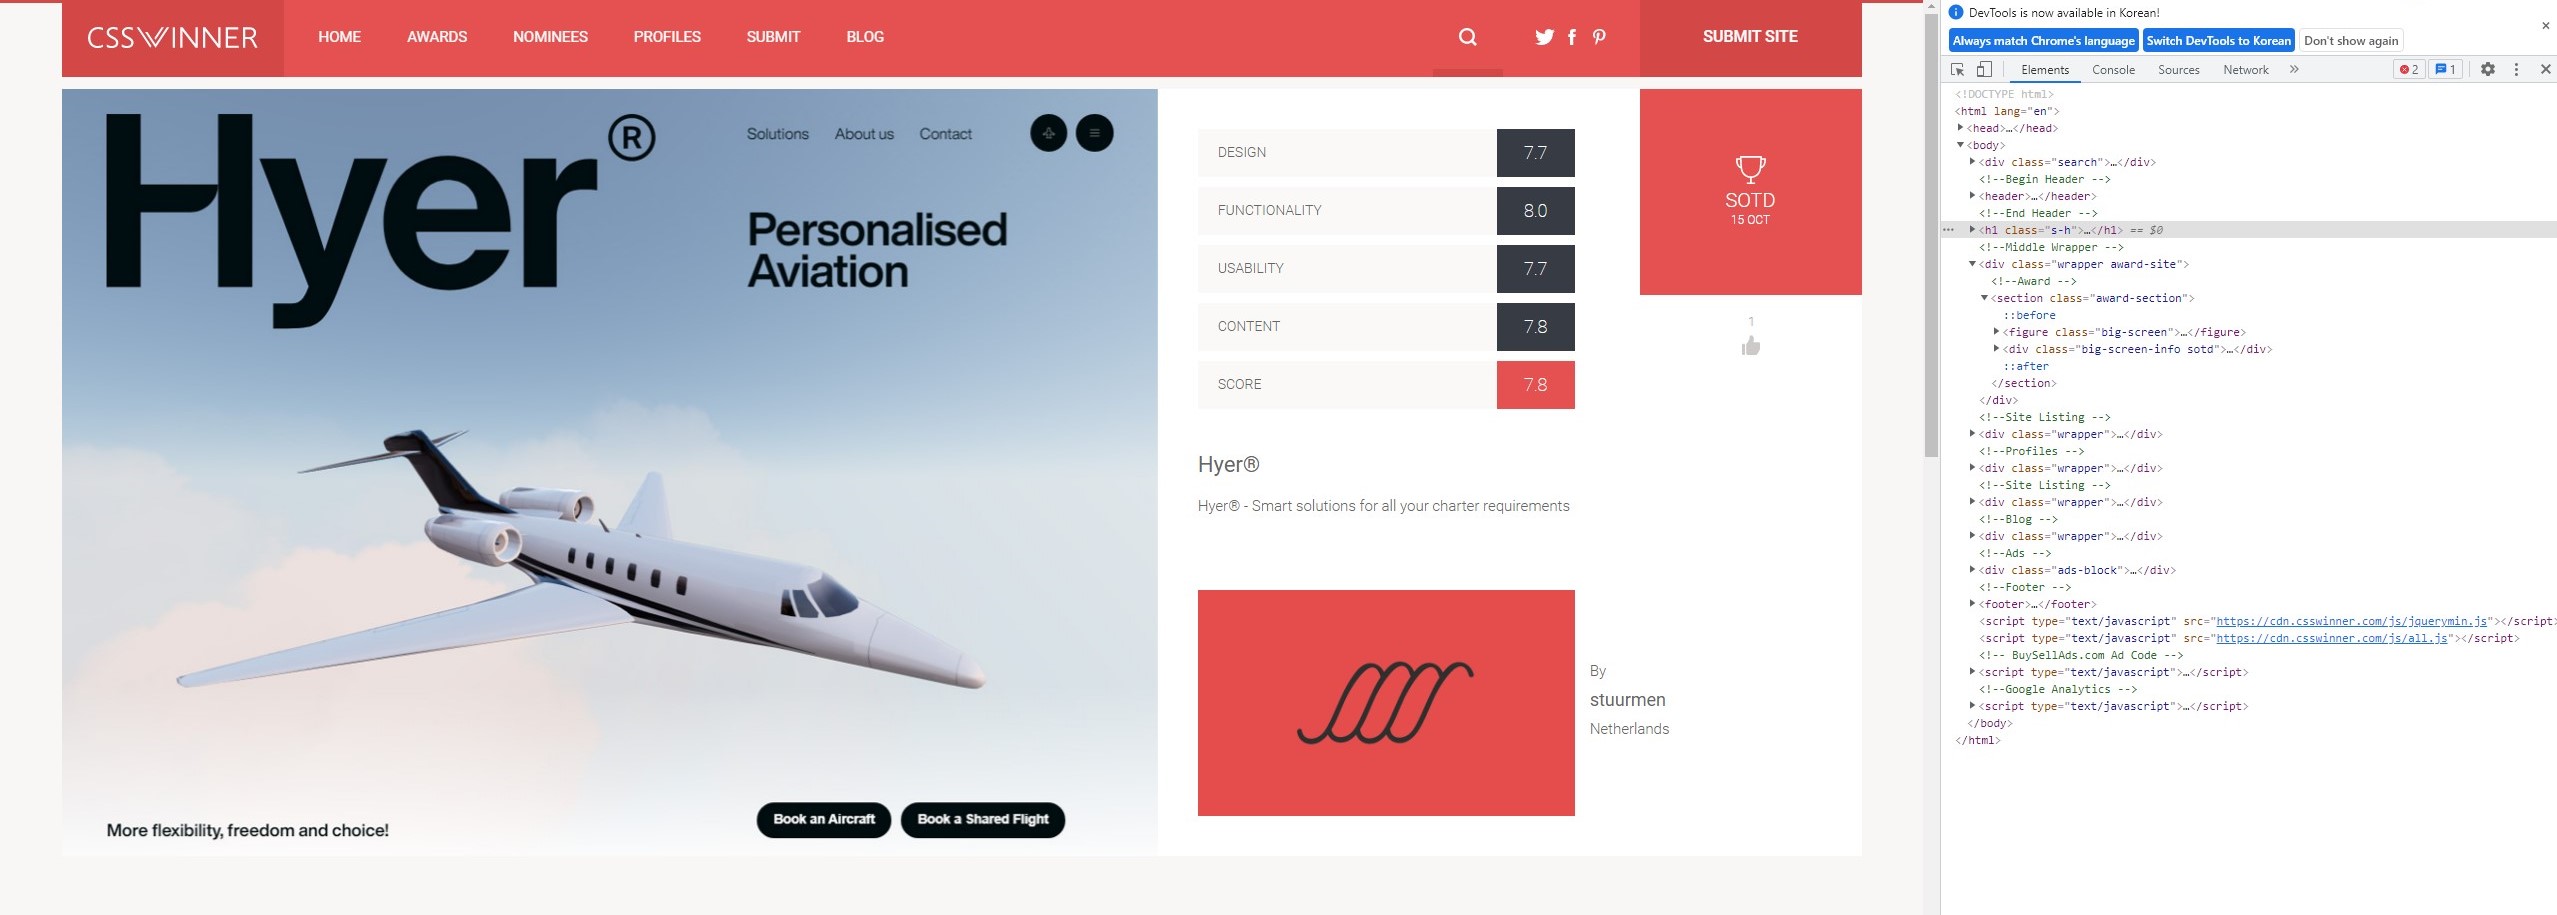 CSSWINNER
HOME AWARDS NOMINEES PROFILES SUBMIT BLOG
SUBMIT SITE
Hyer®
Solutions About us Contact
Personalised
Aviation
More flexibility, freedom and choice!
Book an Aircraft Book a Shared Flight
DESIGN 7.7
FUNCTIONALITY 8.0
USABILITY 7.7
CONTENT 7.8
SCORE 7.8
Hyer®
Hyer® - Smart solutions for all your charter requirements
By
stuurmen
Netherlands
SOTD
15 OCT
1
DevTools is now available in Korean!
Always match Chrome's language Switch DevTools to Korean Don't show again
Elements Console Sources Network » 2 1
<!DOCTYPE html>
<html lang="en">
<head>…</head>
<body>
<div class="search">…</div>
<!--Begin Header -->
<header>…</header>
<!--End Header -->
<h1 class="s-h">…</h1> == $0
<!--Middle Wrapper -->
<div class="wrapper award-site">
<!--Award -->
<section class="award-section">
::before
<figure class="big-screen">…</figure>
<div class="big-screen-info sotd">…</div>
::after
</section>
</div>
<!--Site Listing -->
<div class="wrapper">…</div>
<!--Profiles -->
<div class="wrapper">…</div>
<!--Site Listing -->
<div class="wrapper">…</div>
<!--Blog -->
<div class="wrapper">…</div>
<!--Ads -->
<div class="ads-block">…</div>
<!--Footer -->
<footer>…</footer>
<script type="text/javascript" src="https://cdn.csswinner.com/js/jquerymin.js"></script>
<script type="text/javascript" src="https://cdn.csswinner.com/js/all.js"></script>
<!-- BuySellAds.com Ad Code -->
<script type="text/javascript">…</script>
<!--Google Analytics -->
<script type="text/javascript">…</script>
</body>
</html>